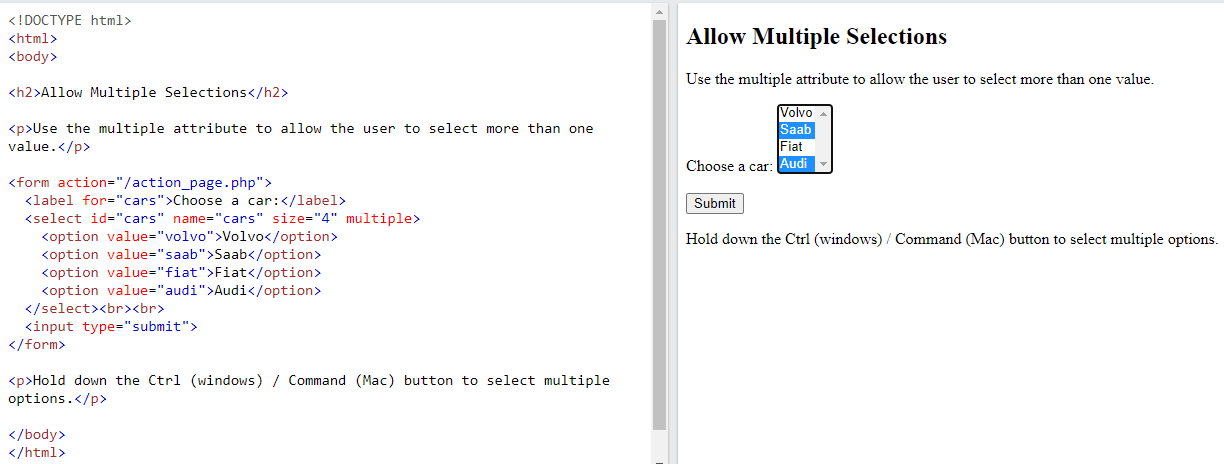 <!DOCTYPE html>
<html>
<body>
<h2>Allow Multiple Selections</h2>
<p>Use the multiple attribute to allow the user to select more than one
value.</p>
<form action="/action_page.php">
  <label for="cars">Choose a car:</label>
  <select id="cars" name="cars" size="4" multiple>
    <option value="volvo">Volvo</option>
    <option value="saab">Saab</option>
    <option value="fiat">Fiat</option>
    <option value="audi">Audi</option>
  </select><br><br>
  <input type="submit">
</form>
<p>Hold down the Ctrl (windows) / Command (Mac) button to select multiple
options.</p>
</body>
</html>
Allow Multiple Selections
Use the multiple attribute to allow the user to select more than one value.
Volvo
Saab
Fiat
Choose a car: Audi
Submit
Hold down the Ctrl (windows) / Command (Mac) button to select multiple options.